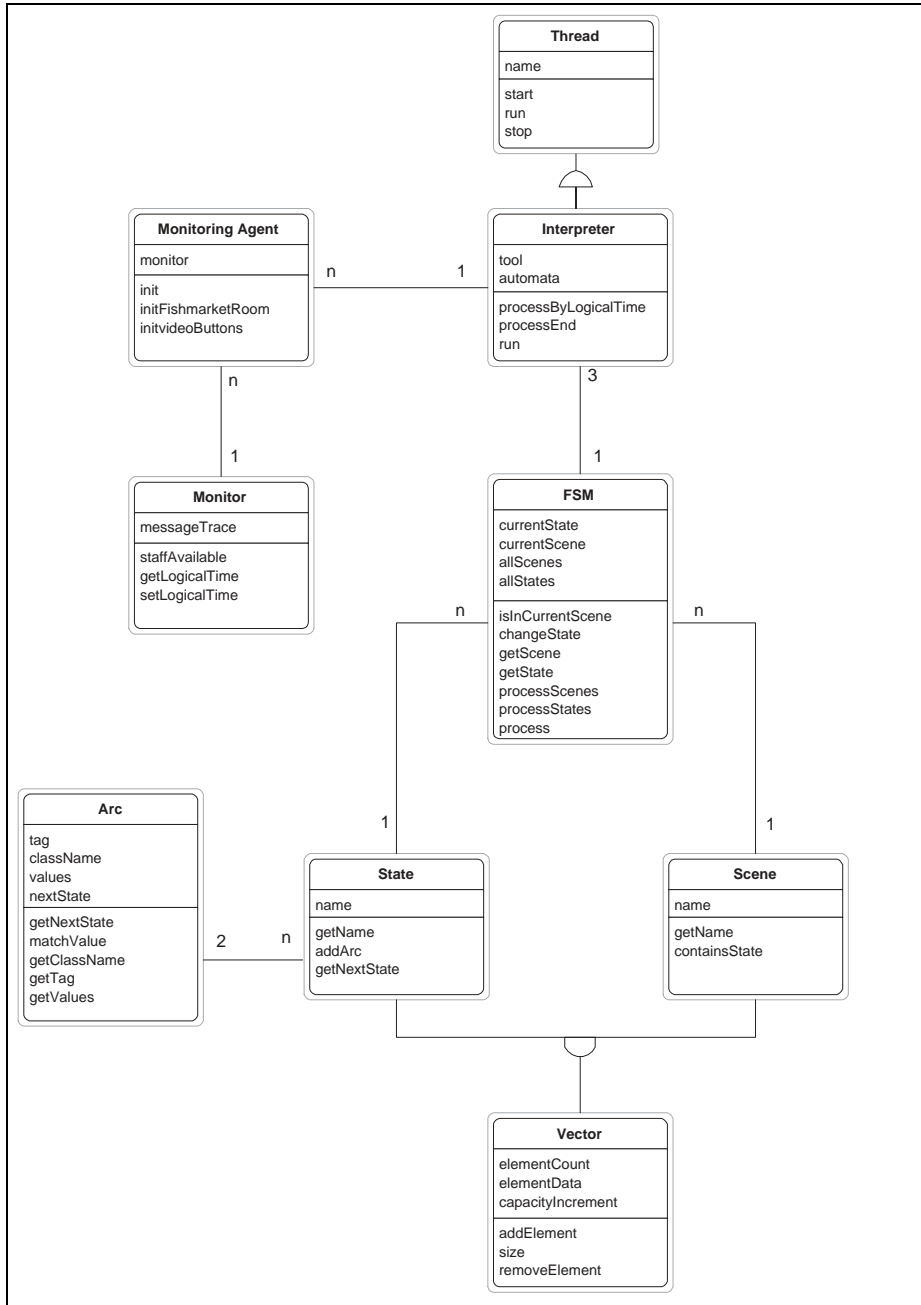 Thread
name
start
run
stop
Monitoring Agent
monitor
init
initFishmarketRoom
initvideoButtons
n
1
Interpreter
tool
automata
processByLogicalTime
processEnd
run
n
3
1
1
Monitor
messageTrace
staffAvailable
getLogicalTime
setLogicalTime
FSM
currentState
currentScene
allScenes
allStates
isInCurrentScene
changeState
getScene
getState
processScenes
processStates
process
n
n
1
1
Arc
tag
className
values
nextState
getNextState
matchValue
getClassName
getTag
getValues
2
n
State
name
getName
addArc
getNextState
Scene
name
getName
containsState
Vector
elementCount
elementData
capacityIncrement
addElement
size
removeElement